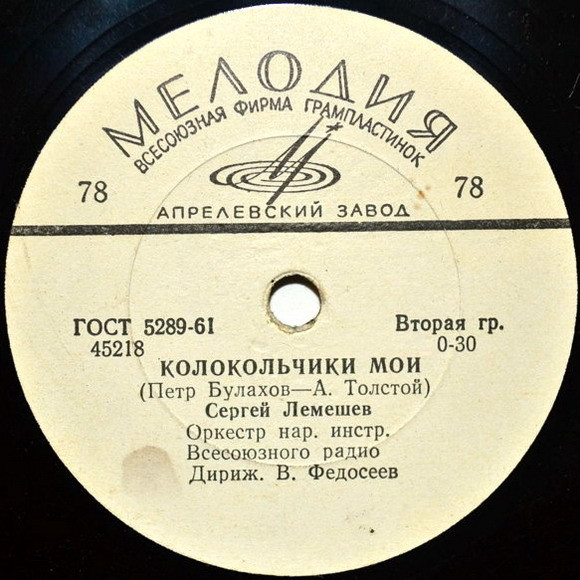 МЕЛОДИЯ
ВСЕСОЮЗНАЯ ФИРМА ГРАМПЛАСТИНОК
78 78
АПРЕЛЕВСКИЙ ЗАВОД
ГОСТ 5289-61 Вторая гр.
45218 0-30
КОЛОКОЛЬЧИКИ МОИ
(Петр Булахов—А. Толстой)
Сергей Лемешев
Оркестр нар. инстр.
Всесоюзного радио
Дириж. В. Федосеев